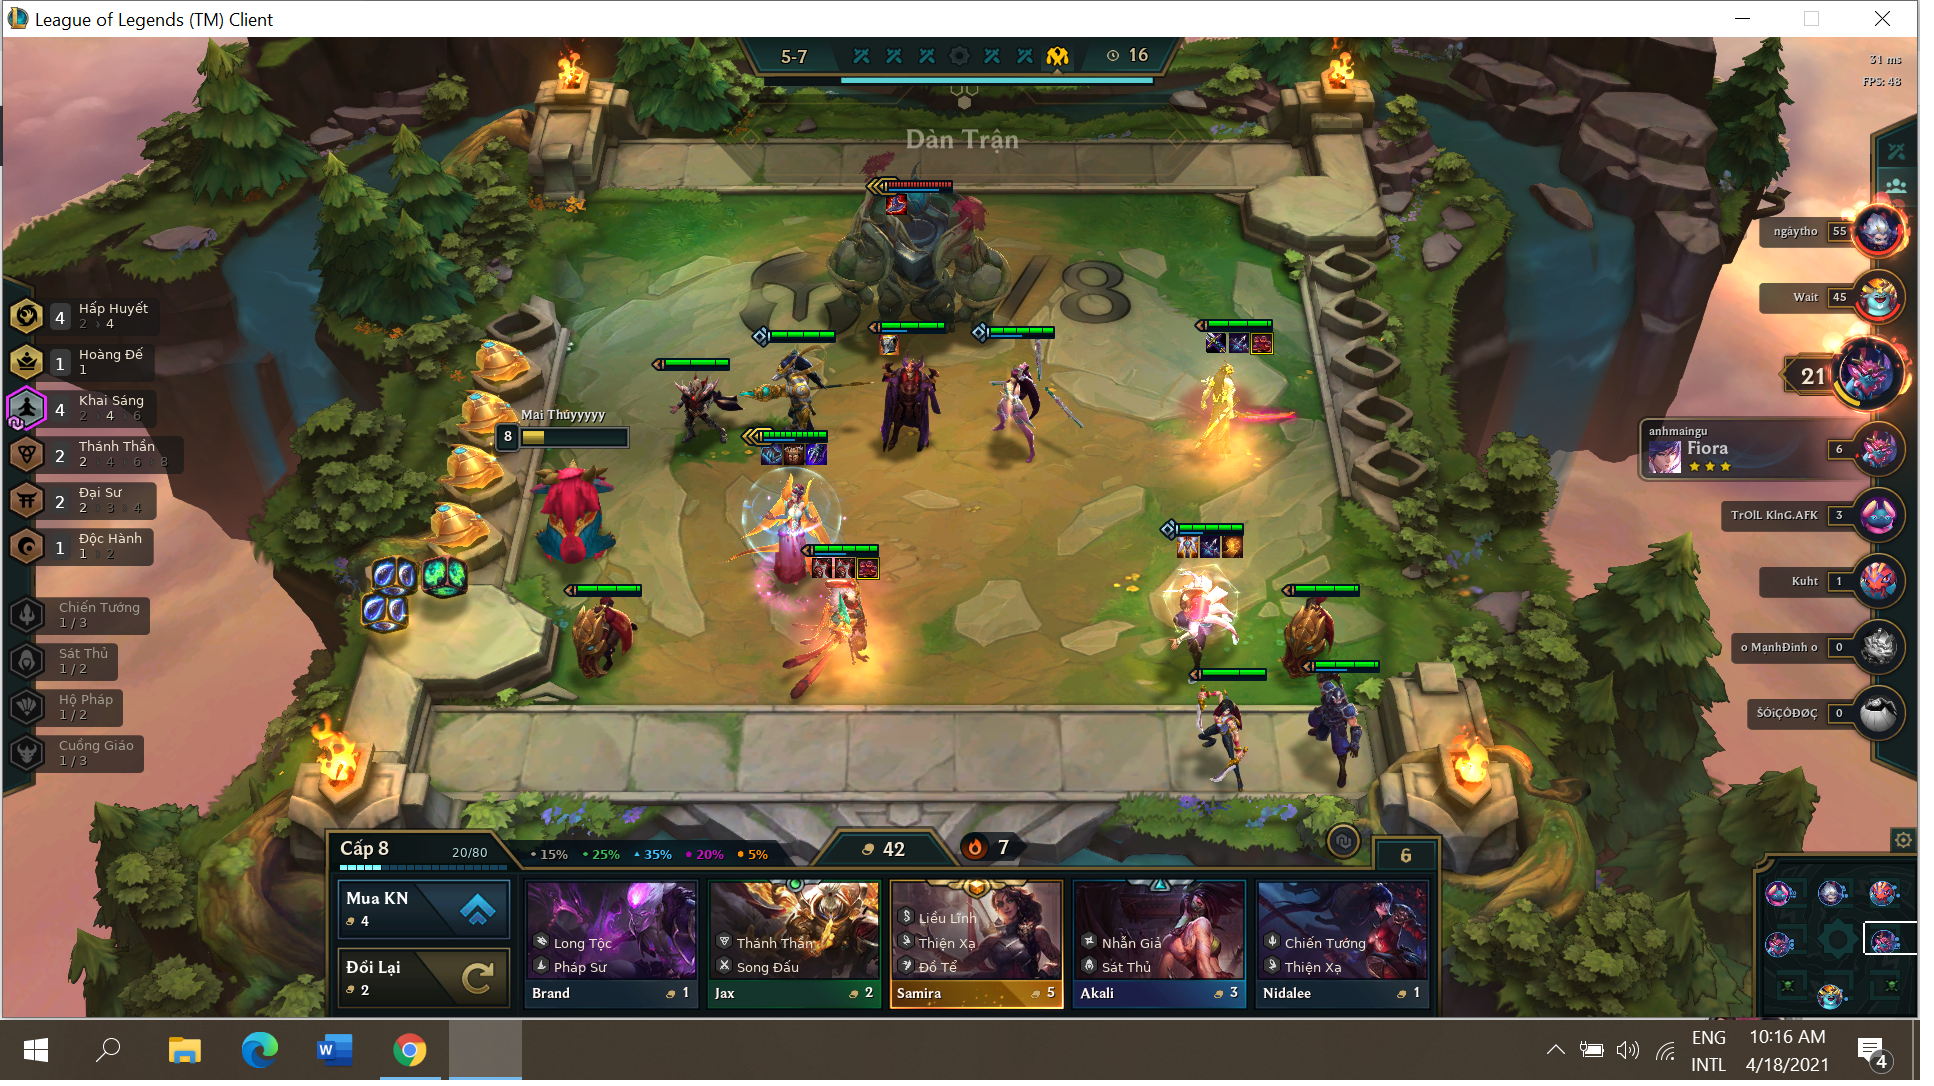 League of Legends (TM) Client
5-7
16
31 ms
FPS: 48
Dàn Trận
/8
ngáytho 55
Wait 45
21
anhmaingu
Fiora
6
TrOlL KlnG.AFK 3
Kuht 1
o MạnhĐinh o 0
ŠÓiÇÔĐØÇ 0
4 Hấp Huyết
2 › 4
1 Hoàng Đế
1
4 Khai Sáng
2 › 4 › 6
2 Thánh Thần
2 › 4 › 6 › 8
2 Đại Sư
2 › 3 › 4
1 Độc Hành
1 › 2
Chiến Tướng
1 / 3
Sát Thủ
1 / 2
Hộ Pháp
1 / 2
Cuồng Giáo
1 / 3
Mai Thúyyyyy
8
Cấp 8
20/80
15% 25% 35% 20% 5%
42
7
6
Mua KN
4
Đổi Lại
2
Long Tộc
Pháp Sư
Brand 1
Thánh Thần
Song Đấu
Jax 2
Liều Lĩnh
Thiện Xạ
Đồ Tể
Samira 5
Nhẫn Giả
Sát Thủ
Akali 3
Chiến Tướng
Thiện Xạ
Nidalee 1
ENG
INTL
10:16 AM
4/18/2021
4